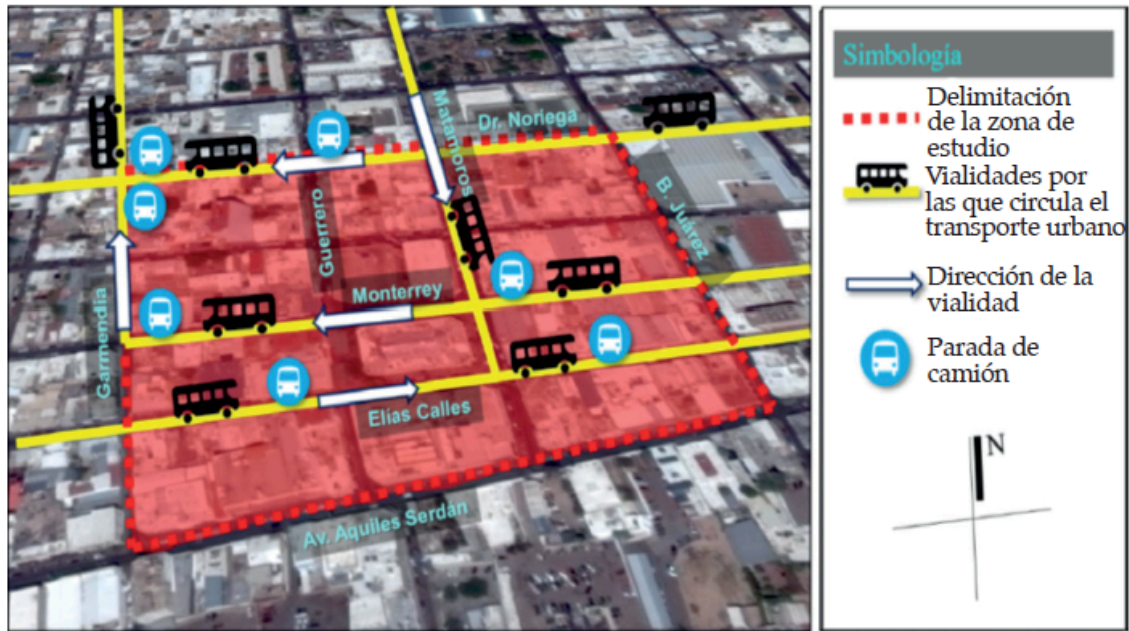 Dr. Noriega
Matamoros
B. Juárez
Guerrero
Monterrey
Garmendia
Elías Calles
Av. Aquiles Serdán
Simbología
Delimitación
de la zona de
estudio
Vialidades por
las que circula el
transporte urbano
Dirección de la
vialidad
Parada de
camión
N